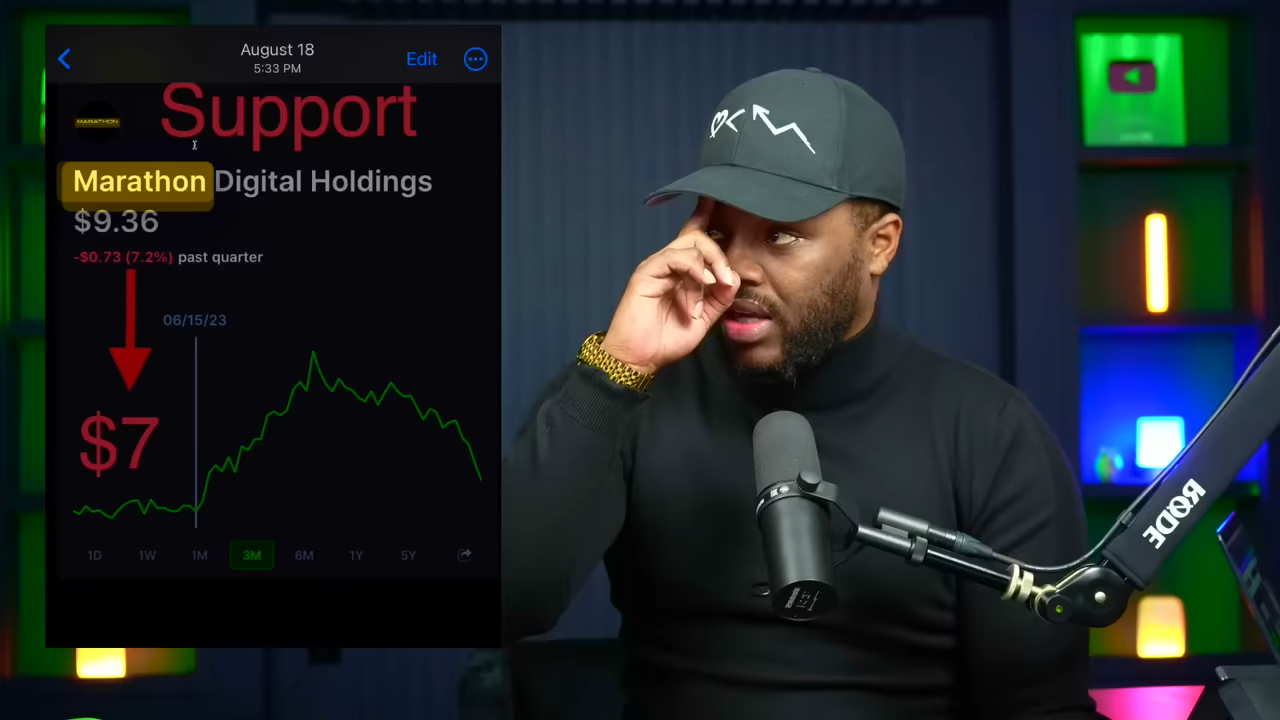 August 18
5:33 PM
Edit
Support
MARATHON
Marathon Digital Holdings
$9.36
-$0.73 (7.2%) past quarter
06/15/23
$7
1D 1W 1M 3M 6M 1Y 5Y
RØDE